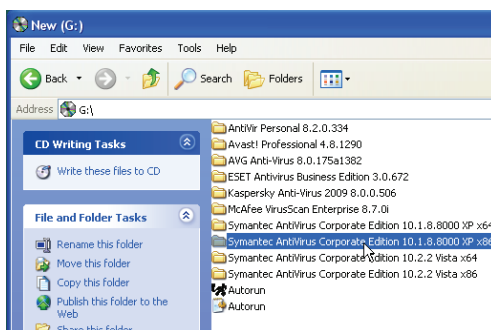 New (G:)
File Edit View Favorites Tools Help
Back Search Folders
Address G:\
CD Writing Tasks
Write these files to CD
File and Folder Tasks
Rename this folder
Move this folder
Copy this folder
Publish this folder to the
Web
Share this folder
AntiVir Personal 8.2.0.334
Avast! Professional 4.8.1290
AVG Anti-Virus 8.0.175a1382
ESET Antivirus Business Edition 3.0.672
Kaspersky Anti-Virus 2009 8.0.0.506
McAfee VirusScan Enterprise 8.7.0i
Symantec AntiVirus Corporate Edition 10.1.8.8000 XP x64
Symantec AntiVirus Corporate Edition 10.1.8.8000 XP x86
Symantec AntiVirus Corporate Edition 10.2.2 Vista x64
Symantec AntiVirus Corporate Edition 10.2.2 Vista x86
Autorun
Autorun